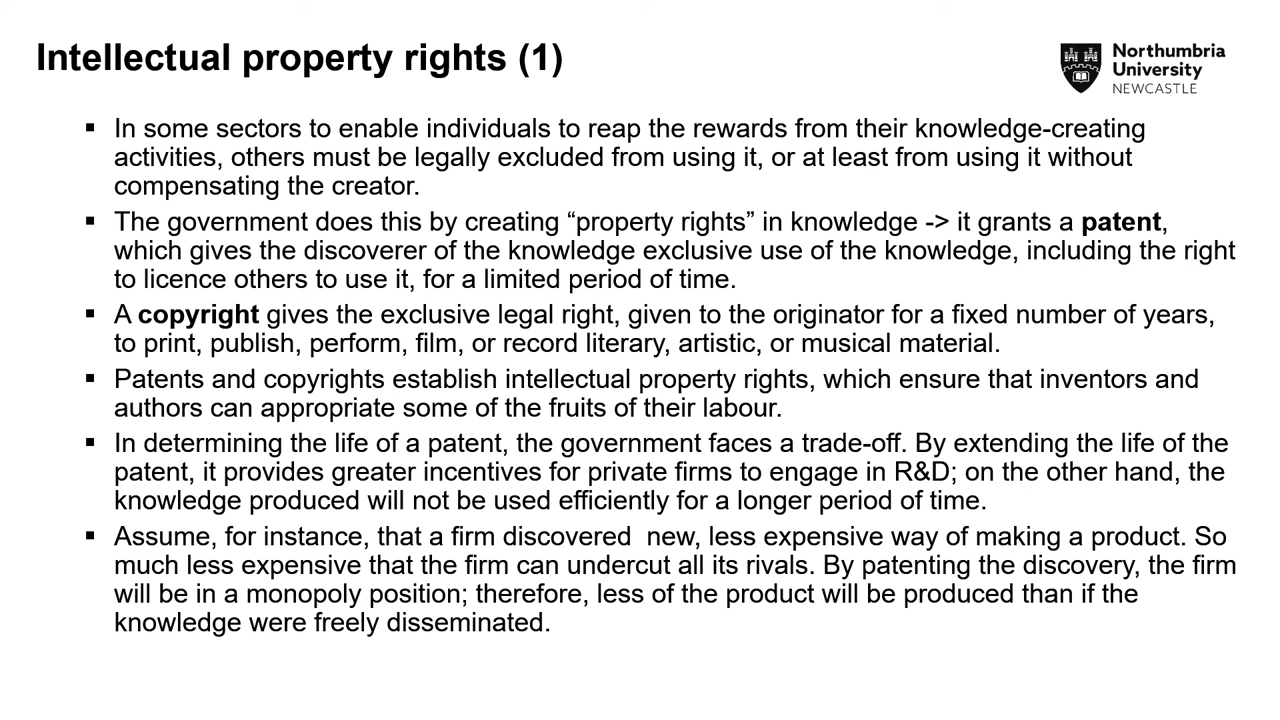 Intellectual property rights (1)
Northumbria
University
NEWCASTLE
▪ In some sectors to enable individuals to reap the rewards from their knowledge-creating
activities, others must be legally excluded from using it, or at least from using it without
compensating the creator.
▪ The government does this by creating “property rights” in knowledge -> it grants a patent,
which gives the discoverer of the knowledge exclusive use of the knowledge, including the right
to licence others to use it, for a limited period of time.
▪ A copyright gives the exclusive legal right, given to the originator for a fixed number of years,
to print, publish, perform, film, or record literary, artistic, or musical material.
▪ Patents and copyrights establish intellectual property rights, which ensure that inventors and
authors can appropriate some of the fruits of their labour.
▪ In determining the life of a patent, the government faces a trade-off. By extending the life of the
patent, it provides greater incentives for private firms to engage in R&D; on the other hand, the
knowledge produced will not be used efficiently for a longer period of time.
▪ Assume, for instance, that a firm discovered  new, less expensive way of making a product. So
much less expensive that the firm can undercut all its rivals. By patenting the discovery, the firm
will be in a monopoly position; therefore, less of the product will be produced than if the
knowledge were freely disseminated.